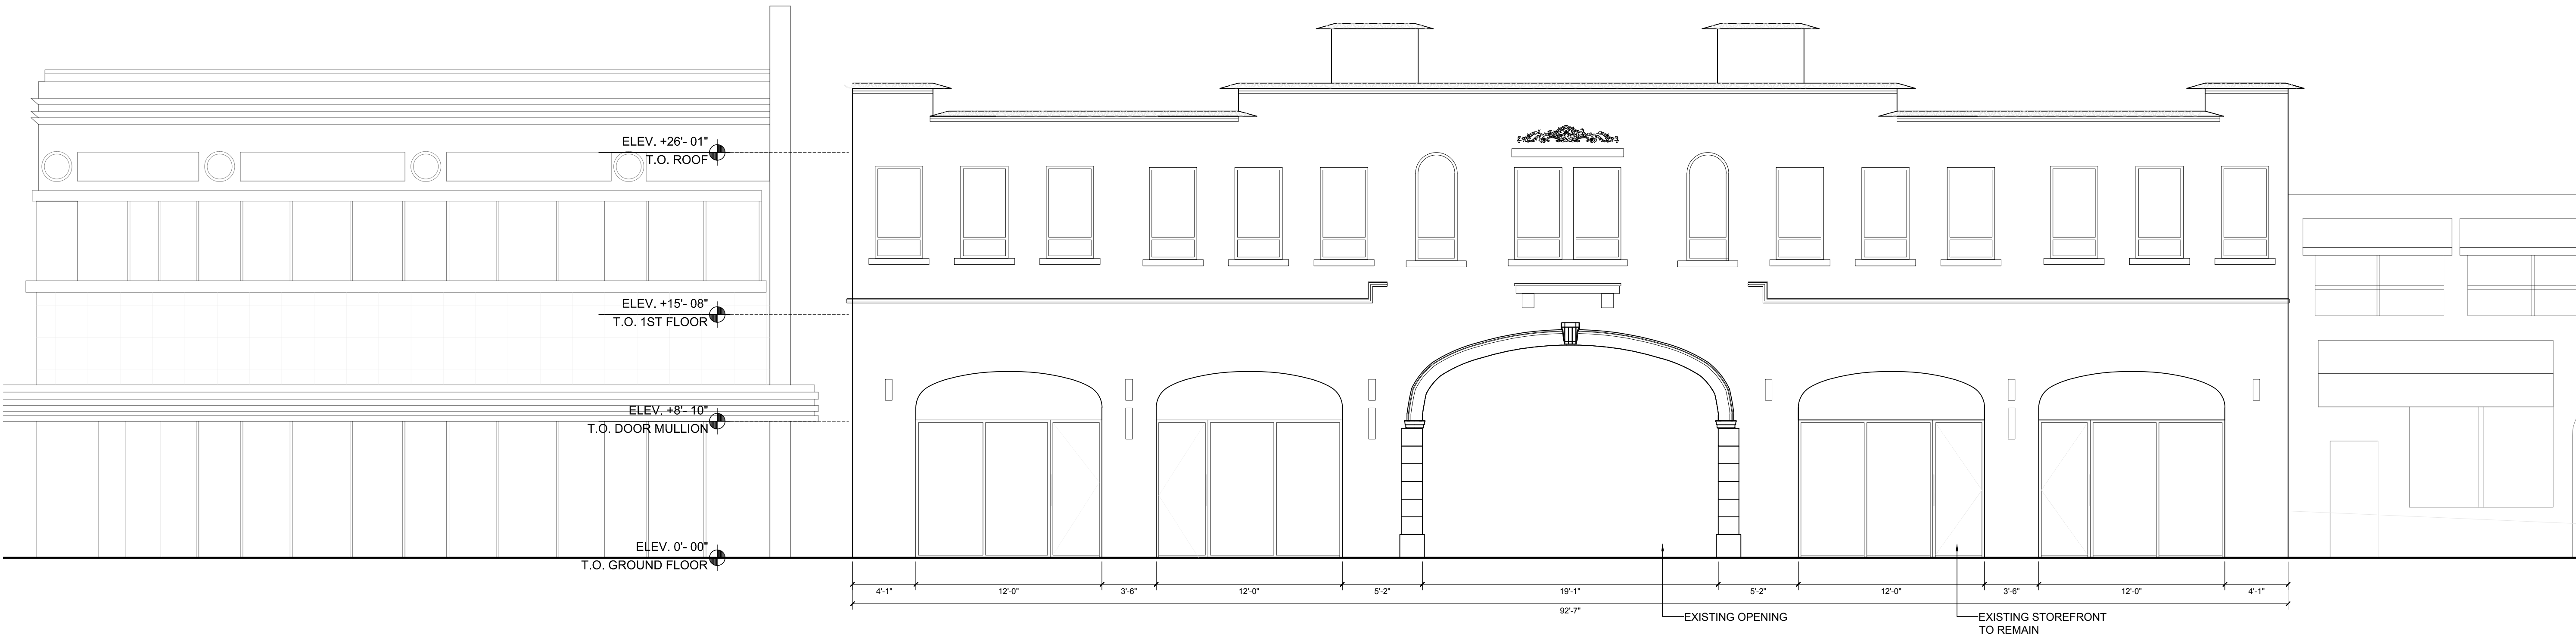 ELEV. +26'- 01"
T.O. ROOF
ELEV. +15'- 08"
T.O. 1ST FLOOR
ELEV. +8'- 10"
T.O. DOOR MULLION
ELEV. 0'- 00"
T.O. GROUND FLOOR
4'-1" 12'-0" 3'-6" 12'-0" 5'-2" 19'-1" 5'-2" 12'-0" 3'-6" 12'-0" 4'-1"
92'-7"
EXISTING OPENING
EXISTING STOREFRONT
TO REMAIN